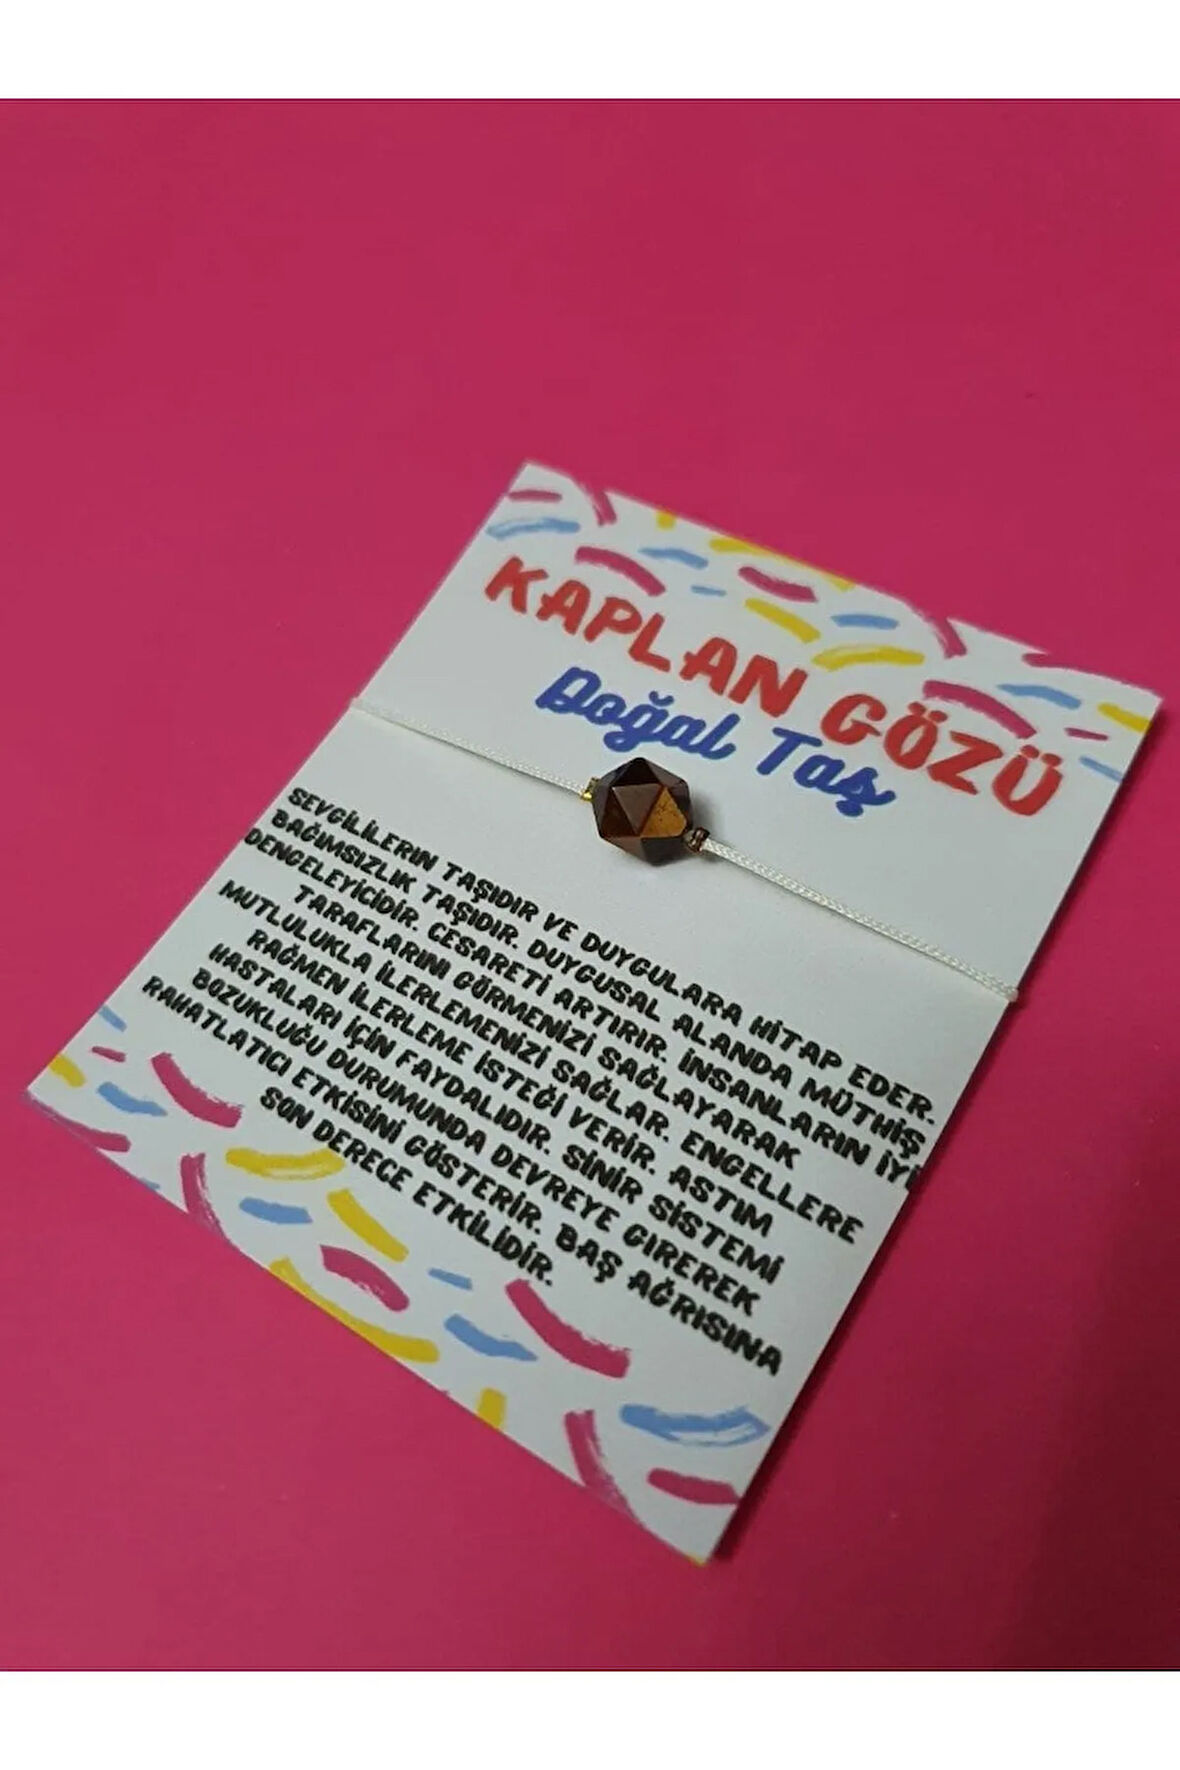 KAPLAN GÖZÜ
Doğal Taş
SEVGİLİLERIN TAŞIDIR VE DUYGULARA HİTAP EDER.
BAĞIMSIZLIK TAŞIDIR. DUYGUSAL ALANDA MÜTHİŞ
DENGELEYİCİDİR. CESARETİ ARTIRIR. İNSANLARIN İYİ
TARAFLARINI GÖRMENİZİ SAĞLAYARAK
MUTLULUKLA İLERLEMENİZİ SAĞLAR. ENGELLERE
RAĞMEN İLERLEME İSTEĞİ VERİR. ASTIM
HASTALARI İÇİN FAYDALIDIR. SİNİR SİSTEMİ
BOZUKLUĞU DURUMUNDA DEVREYE GIREREK
RAHATLATICI ETKİSİNİ GÖSTERİR. BAŞ AĞRISINA
SON DERECE ETKİLİDİR.